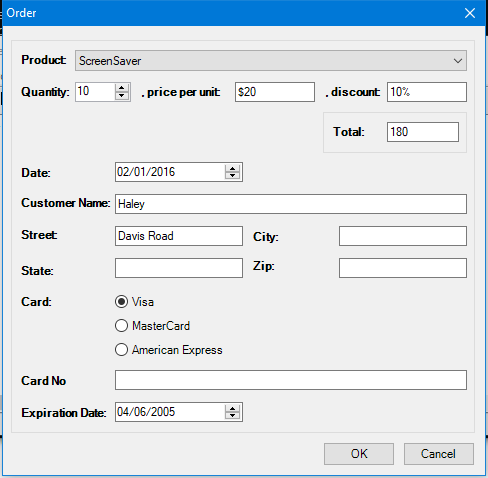 Order
Product: ScreenSaver
Quantity: 10 , price per unit: $20 , discount: 10%
Total: 180
Date: 02/01/2016
Customer Name: Haley
Street: Davis Road City:
State: Zip:
Card: Visa
MasterCard
American Express
Card No
Expiration Date: 04/06/2005
OK Cancel